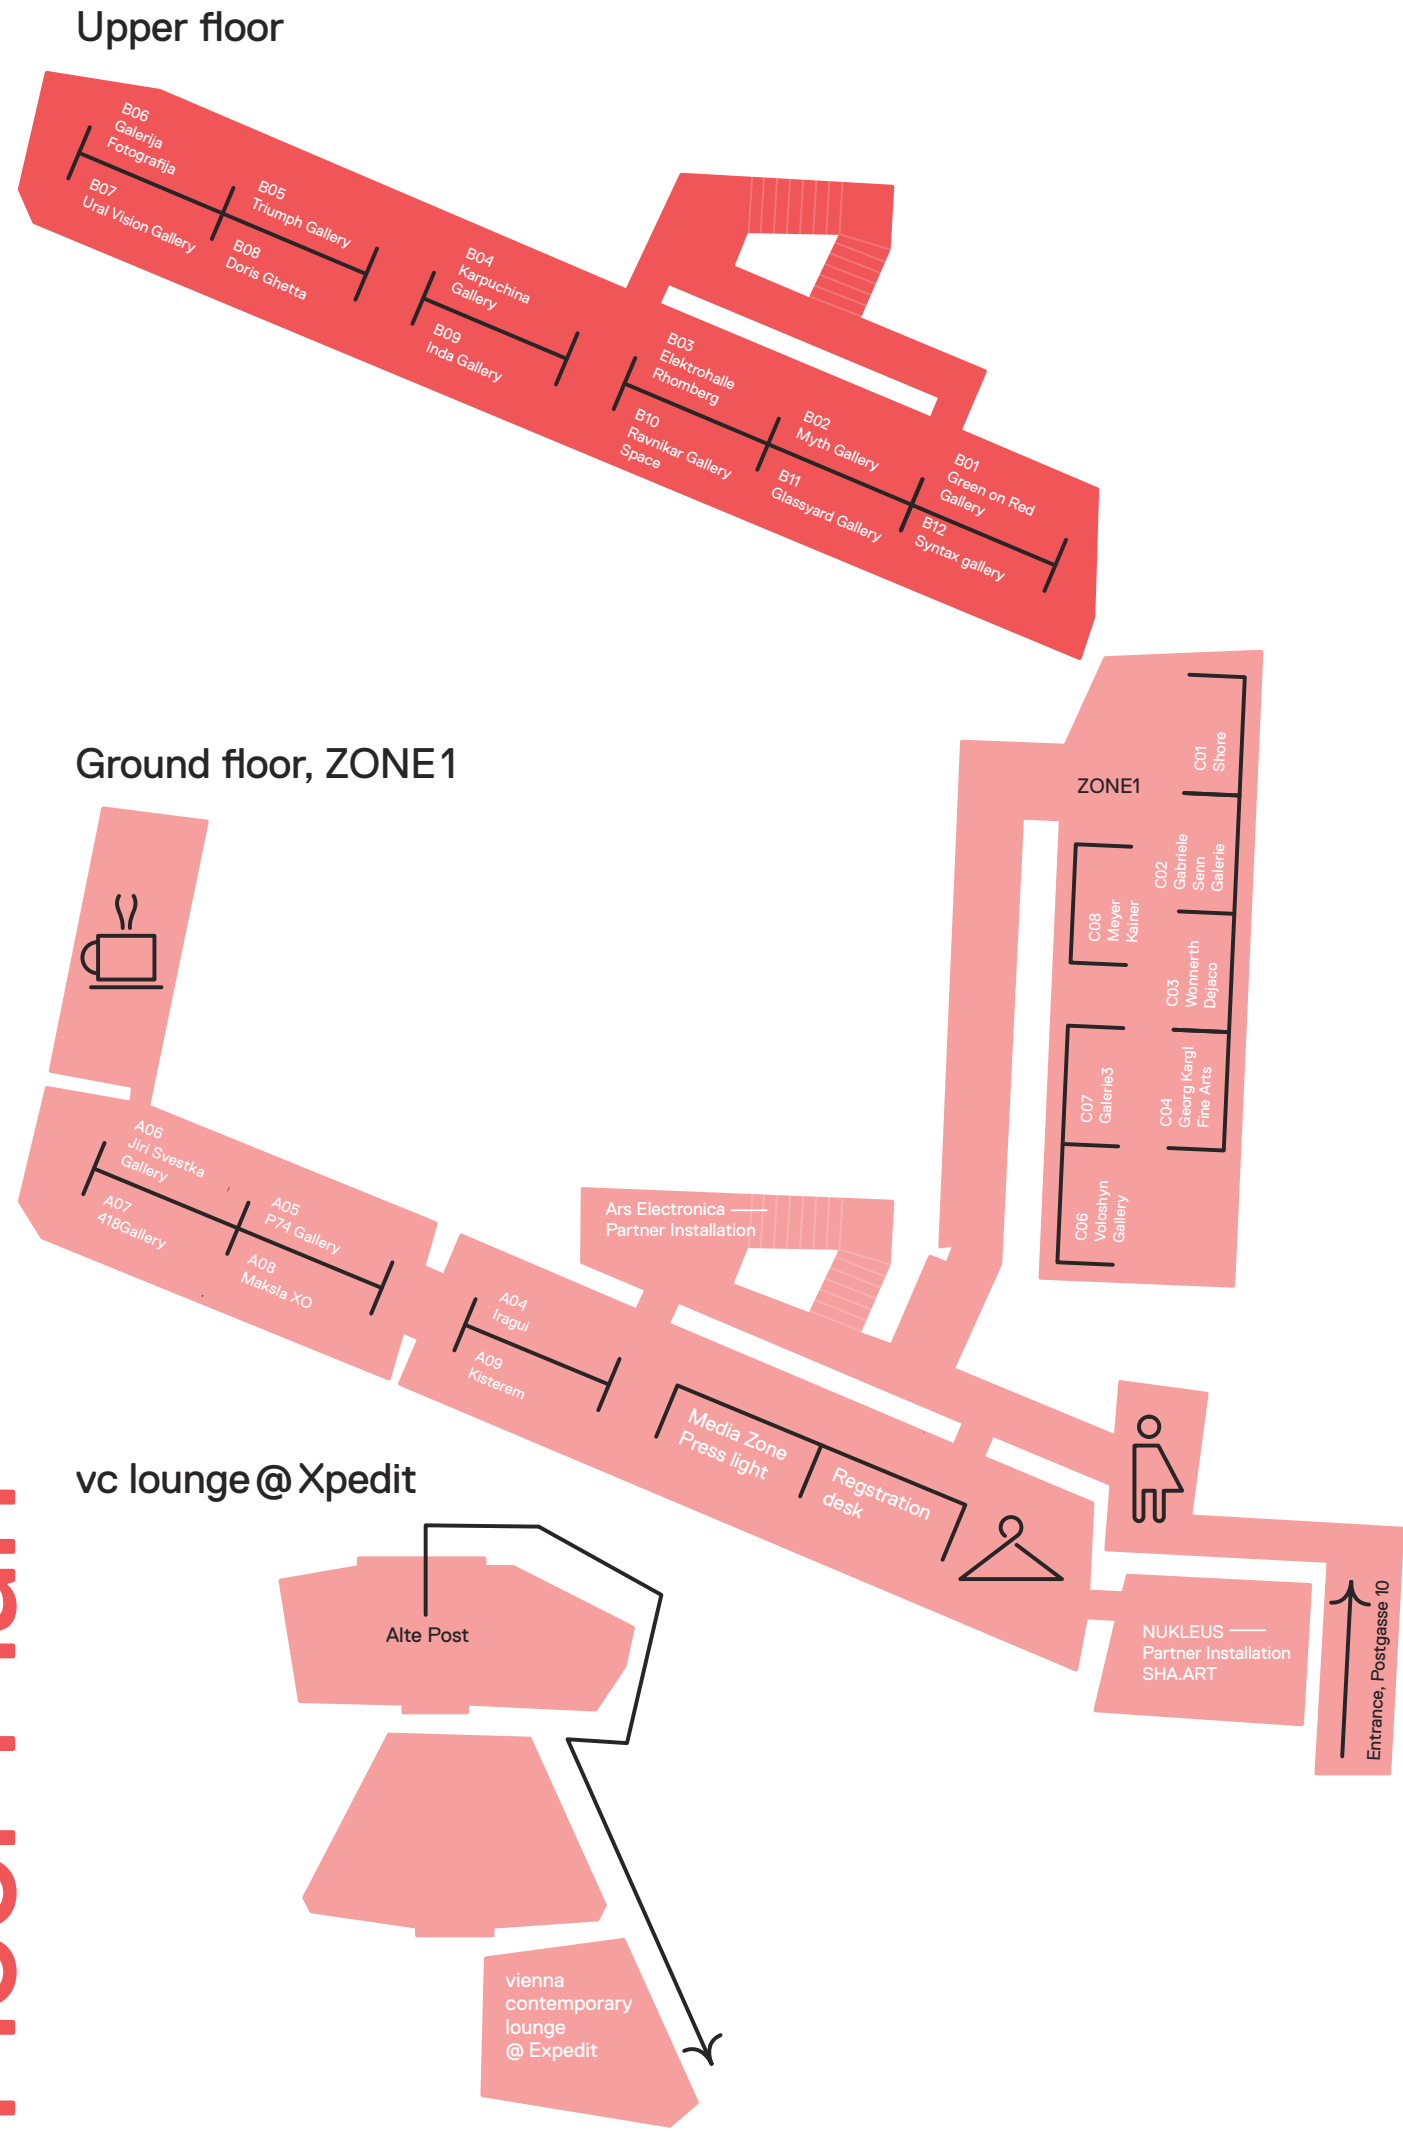 Upper floor
B06
Galerija
Fotografija
B07
Ural Vision Gallery
B05
Triumph Gallery
B08
Doris Ghetta
B04
Karpuchina
Gallery
B09
Inda Gallery
B03
Elektrohalle
Rhomberg
B10
Ravnikar Gallery
Space
B02
Myth Gallery
B11
Glassyard Gallery
B01
Green on Red
Gallery
B12
Syntax gallery
Ground floor, ZONE1
ZONE1
C01
Shore
C02
Gabriele
Senn
Galerie
C08
Meyer
Kainer
C03
Wonnerth
Dejaco
C07
Galerie3
C04
Georg Kargl
Fine Arts
C06
Voloshyn
Gallery
A06
Jiri Svestka
Gallery
A07
418Gallery
A05
P74 Gallery
A08
Maksla XO
Ars Electronica
Partner Installation
A04
Iragui
A09
Kisterem
Media Zone
Press light
Regstration
desk
NUKLEUS
Partner Installation
SHA.ART
Entrance, Postgasse 10
vc lounge @ Xpedit
Alte Post
vienna
contemporary
lounge
@ Expedit